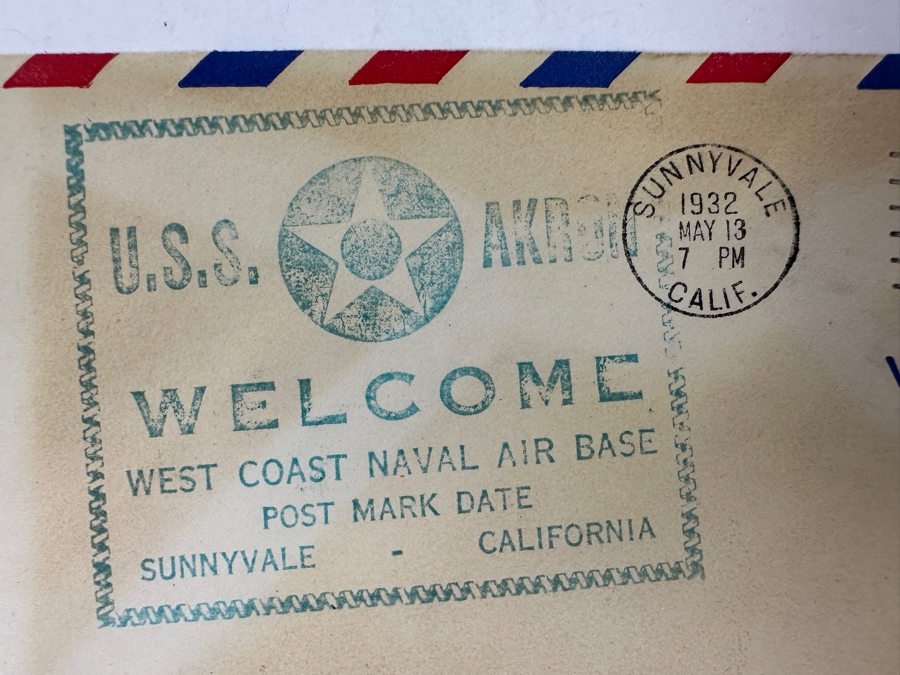 U.S.S. AKRON
WELCOME
WEST COAST NAVAL AIR BASE
POST MARK DATE
SUNNYVALE - CALIFORNIA
SUNNYVALE
1932
MAY 13
7 PM
CALIF.